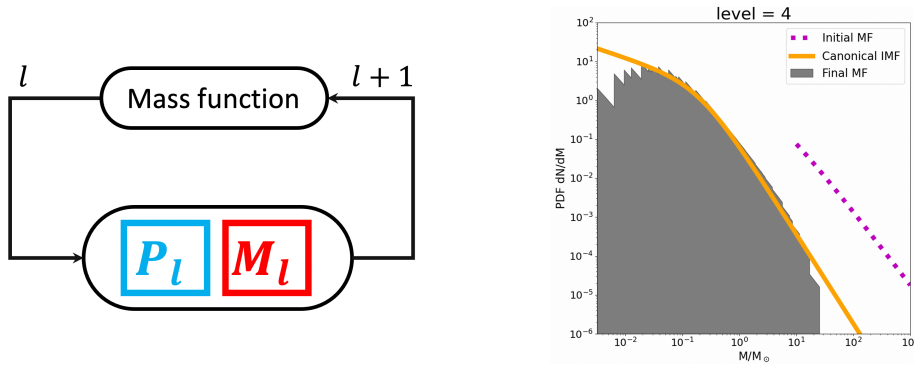 l
l + 1
Mass function
P_l
M_l
level = 4
Initial MF
Canonical IMF
Final MF
PDF dN/dM
10^2
10^1
10^0
10^-1
10^-2
10^-3
10^-4
10^-5
10^-6
10^-2
10^-1
10^0
10^1
10^2
10^3
M/M☉